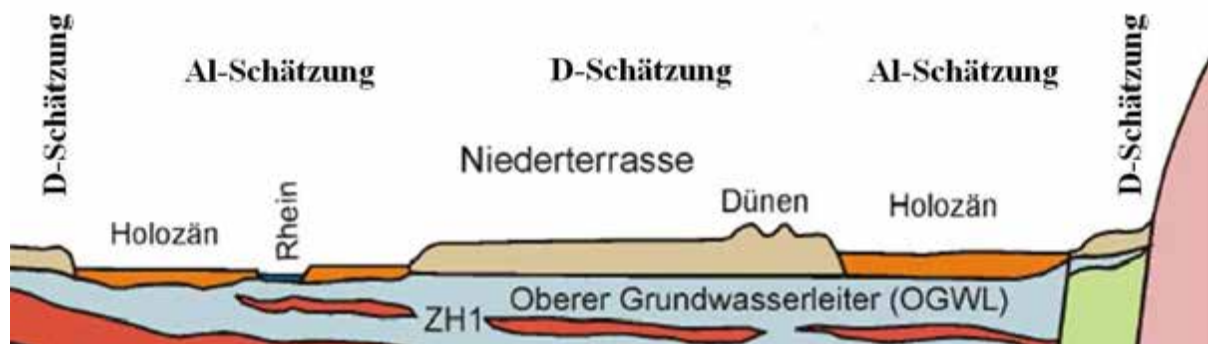 D-Schätzung
Al-Schätzung
D-Schätzung
Al-Schätzung
D-Schätzung
Niederterrasse
Holozän
Rhein
Dünen
Holozän
Oberer Grundwasserleiter (OGWL)
ZH1